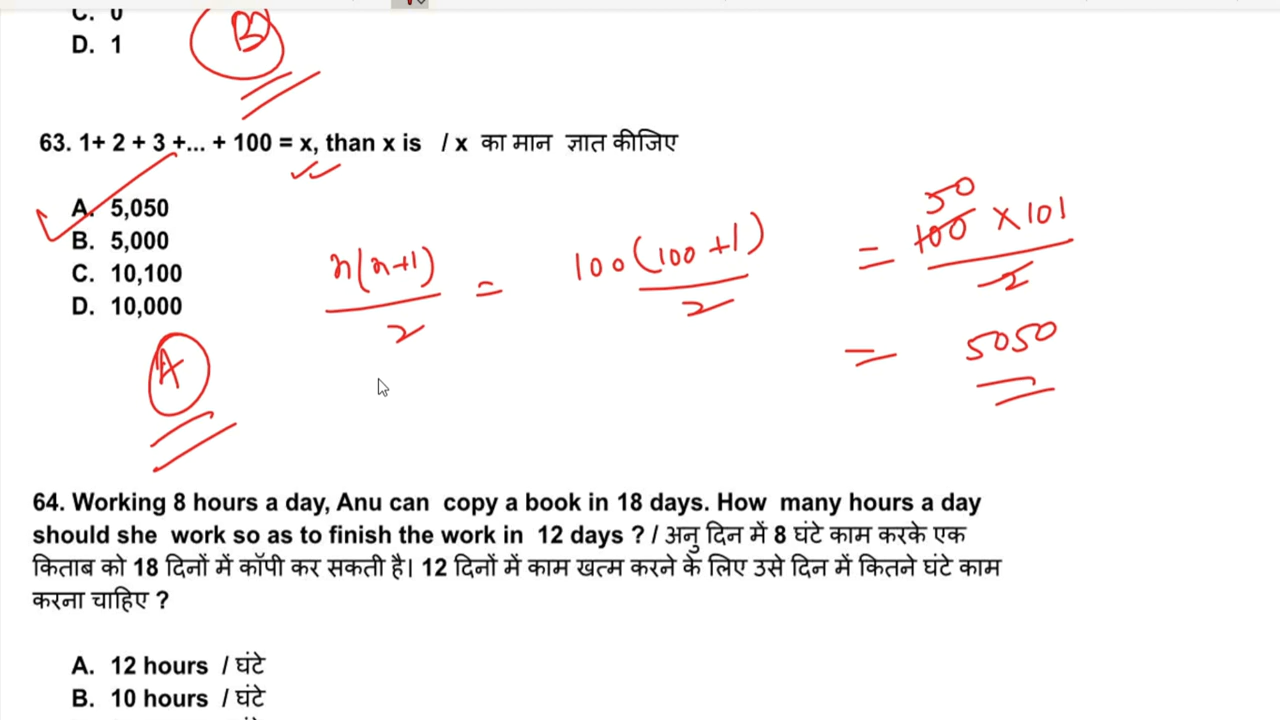 C. 0
D. 1
B
63. 1+ 2 + 3 +... + 100 = x, than x is / x का मान ज्ञात कीजिए
A. 5,050
B. 5,000
C. 10,100
D. 10,000
A
n(n+1)/2 = 100(100+1)/2 = 50 100 × 101 / 2
= 5050
64. Working 8 hours a day, Anu can copy a book in 18 days. How many hours a day
should she work so as to finish the work in 12 days ? / अनु दिन में 8 घंटे काम करके एक
किताब को 18 दिनों में कॉपी कर सकती है। 12 दिनों में काम खत्म करने के लिए उसे दिन में कितने घंटे काम
करना चाहिए ?
A. 12 hours / घंटे
B. 10 hours / घंटे